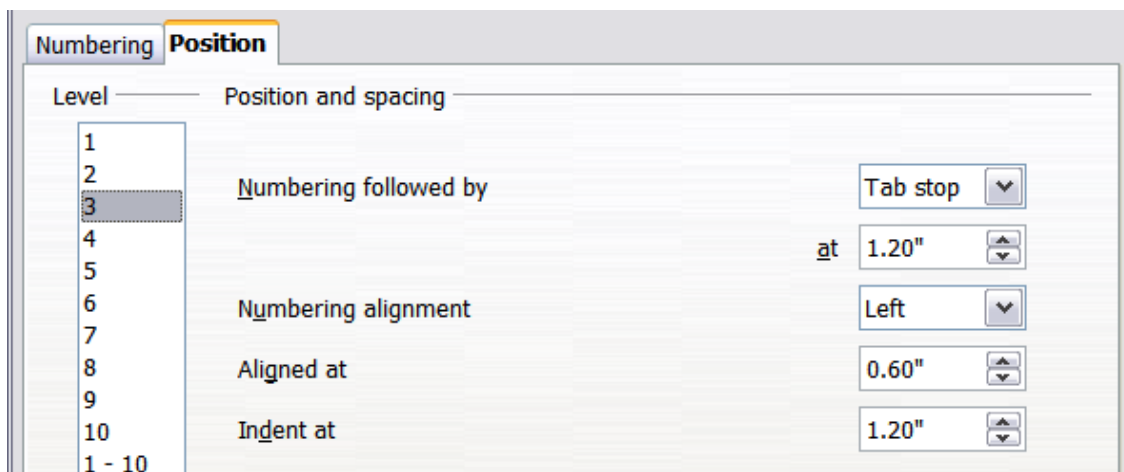 Numbering Position
Level Position and spacing
1
2
3
4
5
6
7
8
9
10
1 - 10
Numbering followed by Tab stop
at 1.20"
Numbering alignment Left
Aligned at 0.60"
Indent at 1.20"